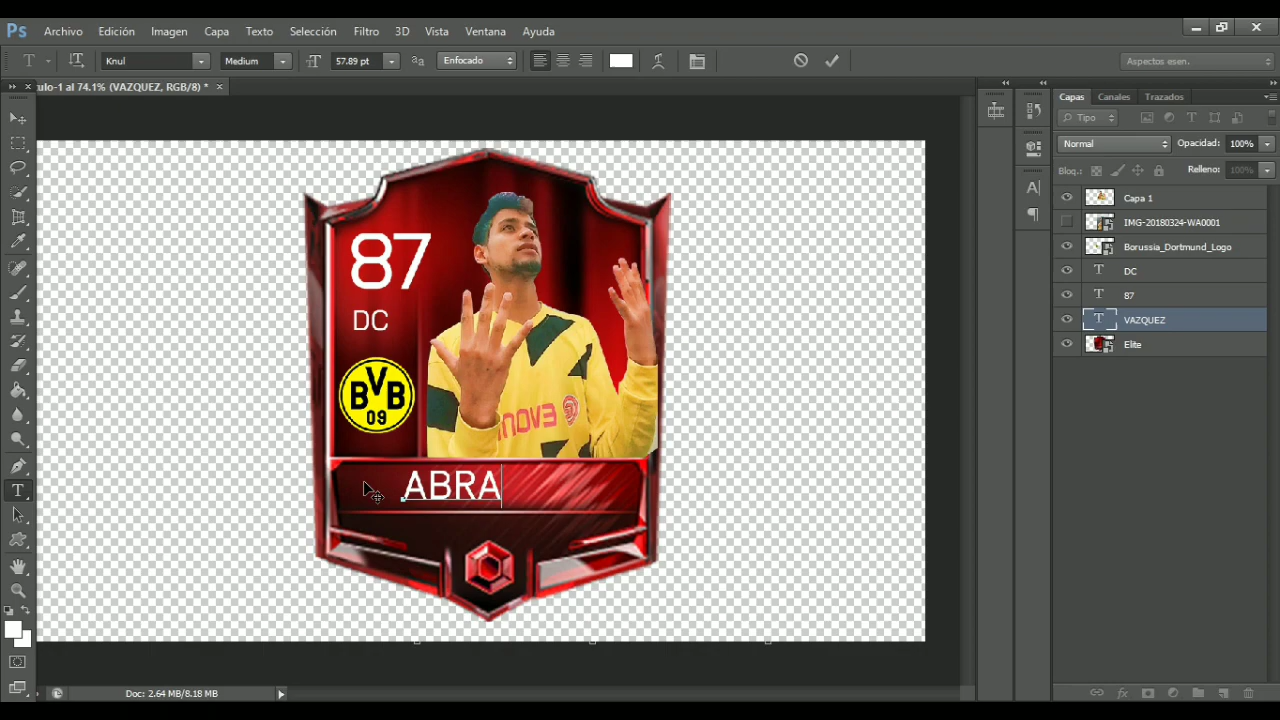 Ps Archivo Edición Imagen Capa Texto Selección Filtro 3D Vista Ventana Ayuda
T Knul Medium 57.89 pt Enfocado Aspectos esen.
ulo-1 al 74.1% (VAZQUEZ, RGB/8) *
Capas Canales Trazados
Tipo
Normal Opacidad: 100%
Bloq.: Relleno: 100%
Capa 1
IMG-20180324-WA0001
Borussia_Dortmund_Logo
DC
87
VAZQUEZ
Elite
87
DC
BVB
09
ABRA
Doc: 2.64 MB/8.18 MB